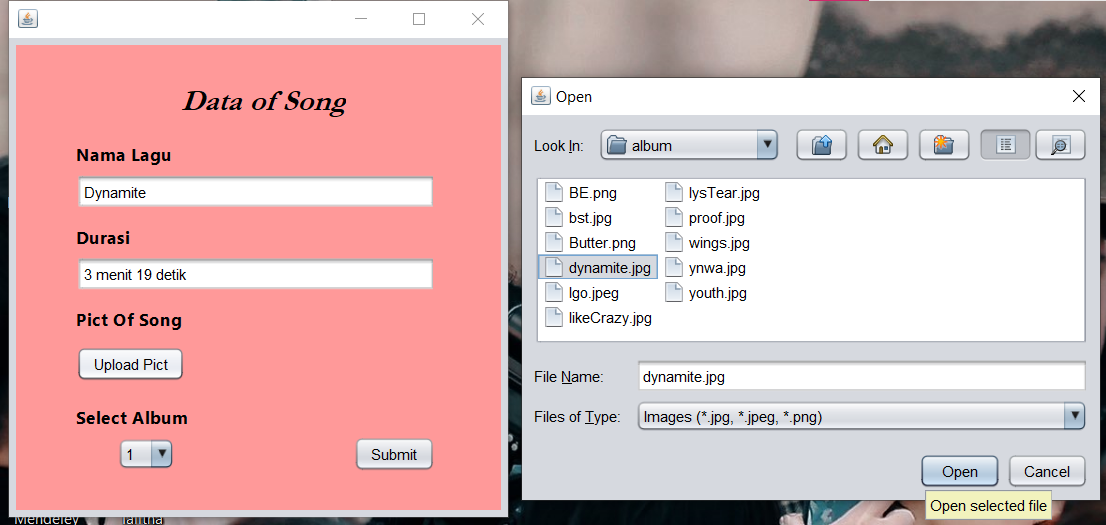 Data of Song
Nama Lagu
Dynamite
Durasi
3 menit 19 detik
Pict Of Song
Upload Pict
Select Album
1
Submit
Mendeley
Talitha
Open
Look In:
album
BE.png
bst.jpg
Butter.png
dynamite.jpg
lgo.jpeg
likeCrazy.jpg
lysTear.jpg
proof.jpg
wings.jpg
ynwa.jpg
youth.jpg
File Name:
dynamite.jpg
Files of Type:
Images (*.jpg, *.jpeg, *.png)
Open
Cancel
Open selected file